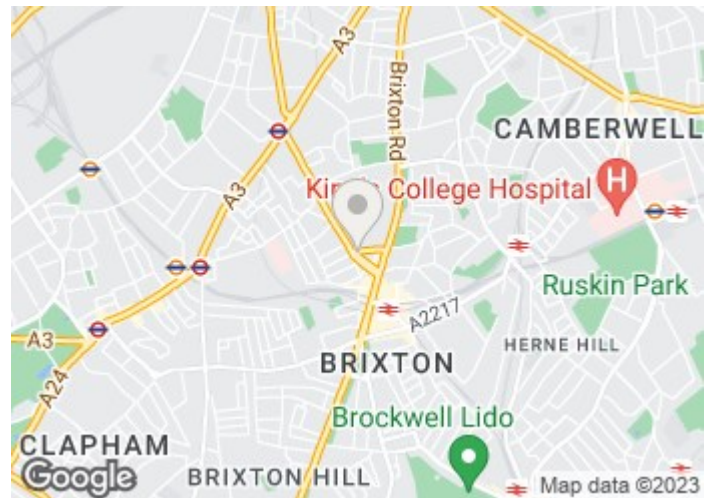 A3
Brixton Rd
CAMBERWELL
King's College Hospital
H
A3
Ruskin Park
A2217
A3
HERNE HILL
BRIXTON
A24
Brockwell Lido
CLAPHAM
Google
BRIXTON HILL
Map data ©2023